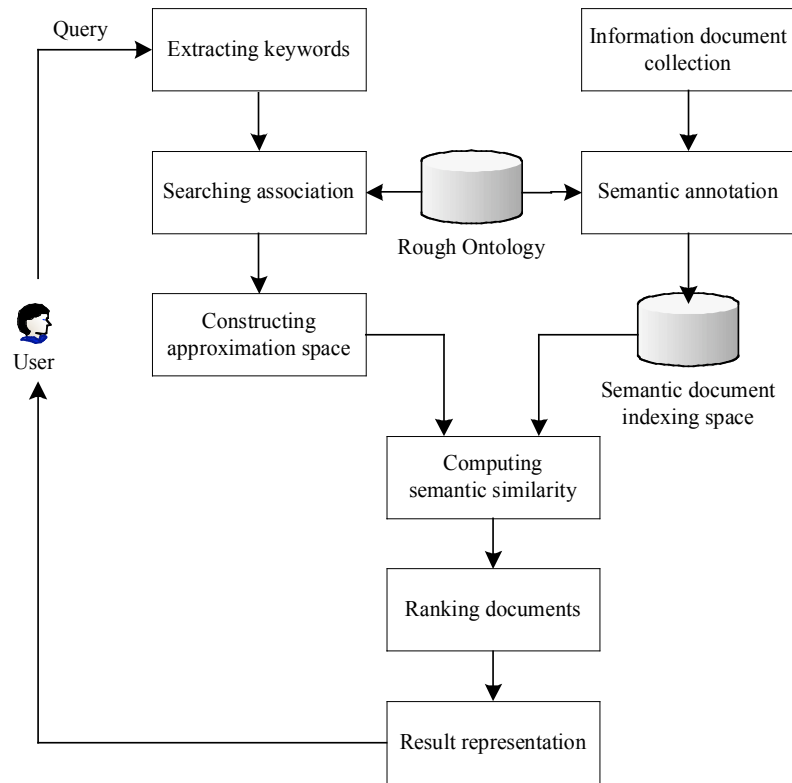 Query
Extracting keywords
Information document
collection
Searching association
Rough Ontology
Semantic annotation
Constructing
approximation space
User
Semantic document
indexing space
Computing
semantic similarity
Ranking documents
Result representation